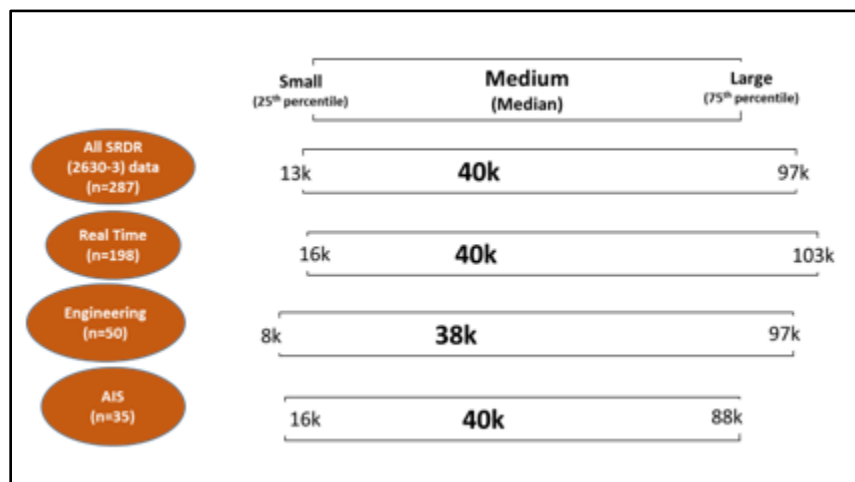 Small
(25th percentile)
Medium
(Median)
Large
(75th percentile)
All SRDR
(2630-3) data
(n=287)
13k
40k
97k
Real Time
(n=198)
16k
40k
103k
Engineering
(n=50)
8k
38k
97k
AIS
(n=35)
16k
40k
88k